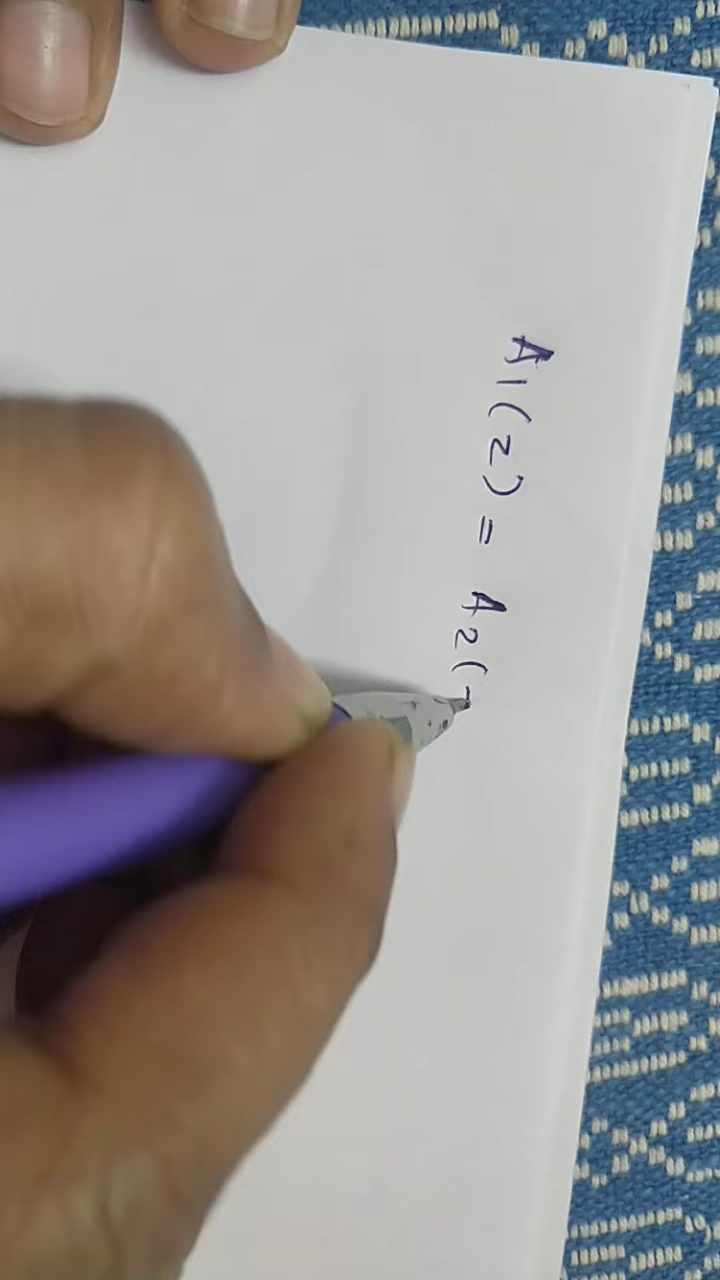 A1(z) = A2(